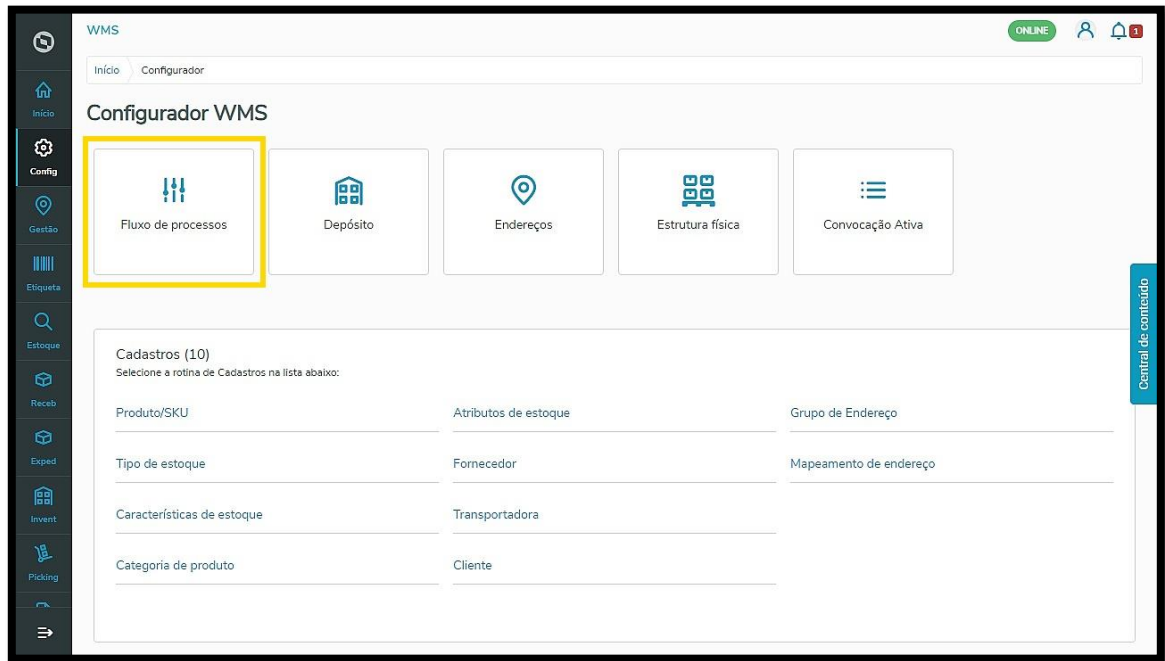 WMS
ONLINE
1
Início
Configurador
Configurador WMS
Início
Config
Gestão
Etiqueta
Estoque
Receb
Exped
Invent
Picking
Fluxo de processos
Depósito
Endereços
Estrutura física
Convocação Ativa
Central de conteúdo
Cadastros (10)
Selecione a rotina de Cadastros na lista abaixo:
Produto/SKU
Atributos de estoque
Grupo de Endereço
Tipo de estoque
Fornecedor
Mapeamento de endereço
Características de estoque
Transportadora
Categoria de produto
Cliente